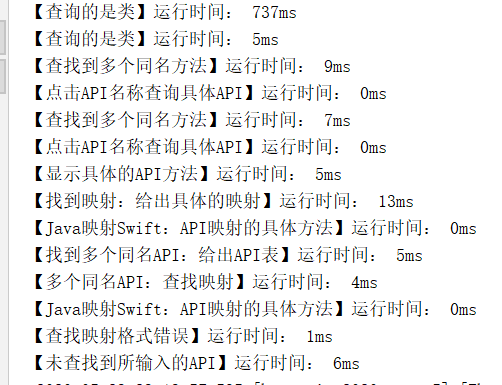 【查询的是类】运行时间： 737ms
【查询的是类】运行时间： 5ms
【查找到多个同名方法】运行时间： 9ms
【点击API名称查询具体API】运行时间： 0ms
【查找到多个同名方法】运行时间： 7ms
【点击API名称查询具体API】运行时间： 0ms
【显示具体的API方法】运行时间： 5ms
【找到映射：给出具体的映射】运行时间： 13ms
【Java映射Swift：API映射的具体方法】运行时间： 0ms
【找到多个同名API：给出API表】运行时间： 5ms
【多个同名API：查找映射】运行时间： 4ms
【Java映射Swift：API映射的具体方法】运行时间： 0ms
【查找映射格式错误】运行时间： 1ms
【未查找到所输入的API】运行时间： 6ms